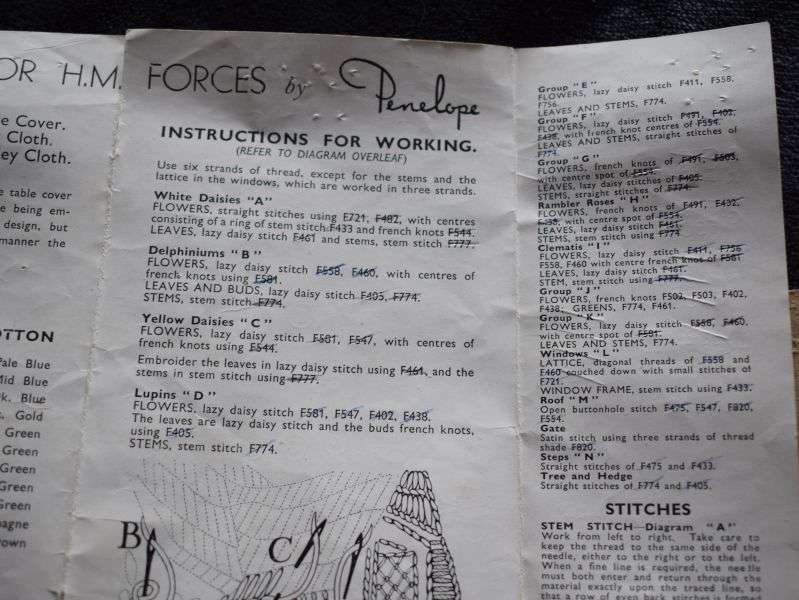 OR H.M. FORCES by Penelope
e Cover.
Cloth.
ey Cloth.
e table cover
e being em-
design, but
manner the
OTTON
Pale Blue
Mid Blue
k. Blue
Gold
Green
Green
Green
Green
Green
pagne
rown
INSTRUCTIONS FOR WORKING.
(REFER TO DIAGRAM OVERLEAF)
Use six strands of thread, except for the stems and the
lattice in the windows, which are worked in three strands.
White Daisies "A"
FLOWERS, straight stitches using F721, F482, with centres
consisting of a ring of stem stitch F433 and french knots F544.
LEAVES, lazy daisy stitch F461 and stems, stem stitch F777.
Delphiniums "B"
FLOWERS, lazy daisy stitch F558, F460, with centres of
french knots using F581.
LEAVES AND BUDS, lazy daisy stitch F405, F774.
STEMS, stem stitch F774.
Yellow Daisies "C"
FLOWERS, lazy daisy stitch F581, F547, with centres of
french knots using F544.
Embroider the leaves in lazy daisy stitch using F461, and the
stems in stem stitch using F777.
Lupins "D"
FLOWERS, lazy daisy stitch F581, F547, F402, F438.
The leaves are lazy daisy stitch and the buds french knots,
using F405.
STEMS, stem stitch F774.
B
C
Group "E"
FLOWERS, lazy daisy stitch F411, F558,
F756.
LEAVES AND STEMS, F774.
Group "F"
FLOWERS, lazy daisy stitch F491, F402,
F438, with french knot centres of F554.
LEAVES AND STEMS, straight stitches of
F774.
Group "G"
FLOWERS, french knots of F491, F503,
with centre spot of F554.
LEAVES, lazy daisy stitches of F405.
STEMS, straight stitches of F774.
Rambler Roses "H"
FLOWERS, french knots of F491, F432,
F438, with centre spot of F554.
LEAVES, lazy daisy stitch F461.
STEMS, stem stitch using F774
Clematis "I"
FLOWERS, lazy daisy stitch F411, F756
F558, F460 with centre french knot of F581
LEAVES, lazy daisy stitch F461.
STEM, stem stitch using F777.
Group "J"
FLOWERS, french knots F502, F503, F402,
F438; GREENS, F774, F461.
Group "K"
FLOWERS, lazy daisy stitch F558, F460,
with centre spot of F581.
LEAVES AND STEMS, F774.
Windows "L"
LATTICE, diagonal threads of F558 and
F460 couched down with small stitches of
F721.
WINDOW FRAME, stem stitch using F433.
Roof "M"
Open buttonhole stitch F475, F547, F820,
F554.
Gate
Satin stitch using three strands of thread
shade F820.
Steps "N"
Straight stitches of F475 and F433.
Tree and Hedge
Straight stitches of F774 and F405.
STITCHES
STEM STITCH—Diagram "A"
Work from left to right. Take care to
keep the thread to the same side of the
needle, either to the right or to the left.
When a fine line is required, the needle
must both enter and return through the
material exactly upon the traced line, so
that a row of even back stitches is formed